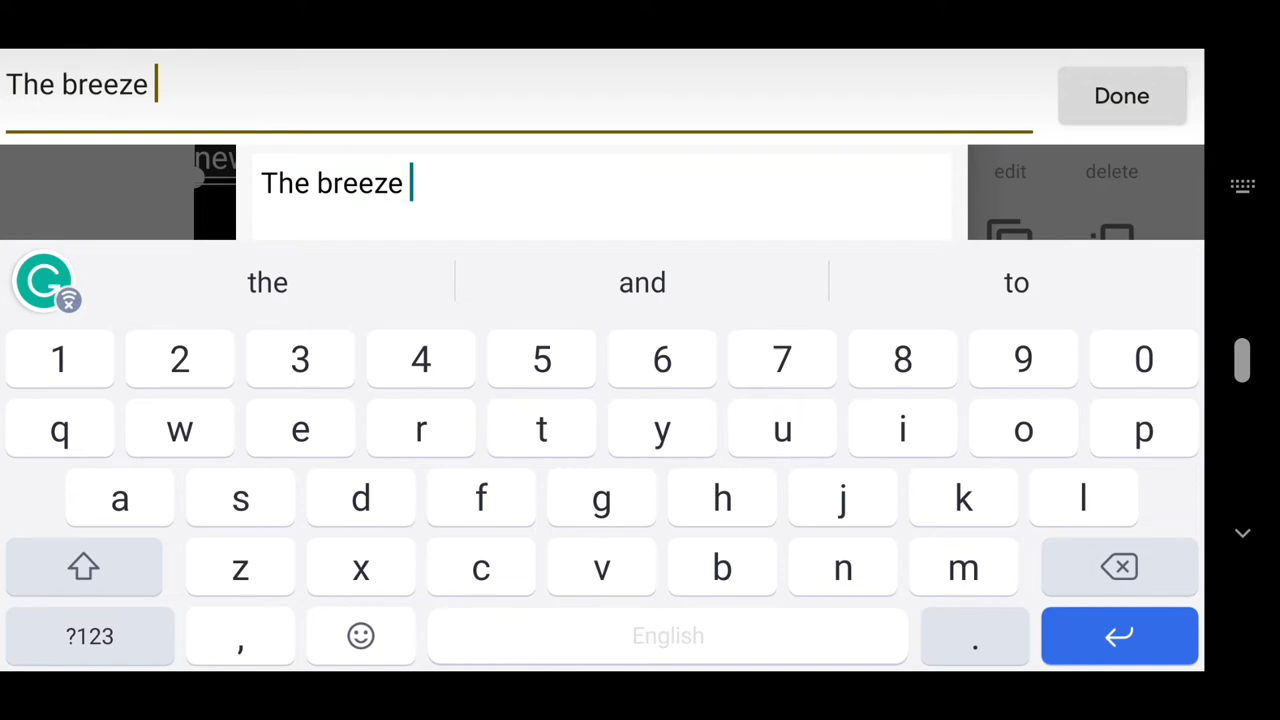 The breeze
Done
new
The breeze
edit delete
the and to
1 2 3 4 5 6 7 8 9 0
q w e r t y u i o p
a s d f g h j k l
z x c v b n m
?123 , English .